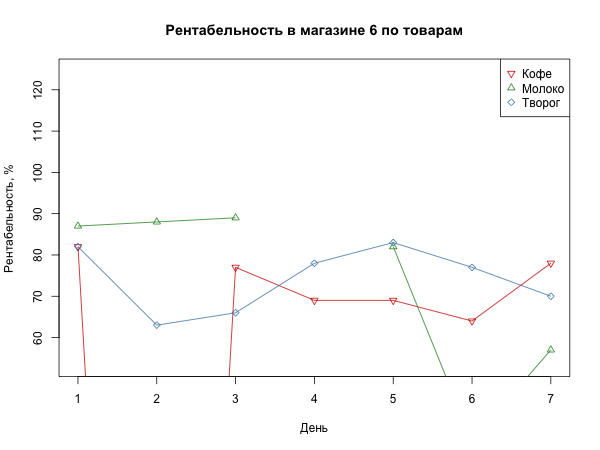 Рентабельность в магазине 6 по товарам
Кофе
Молоко
Творог
Рентабельность, %
120
110
100
90
80
70
60
1 2 3 4 5 6 7
День